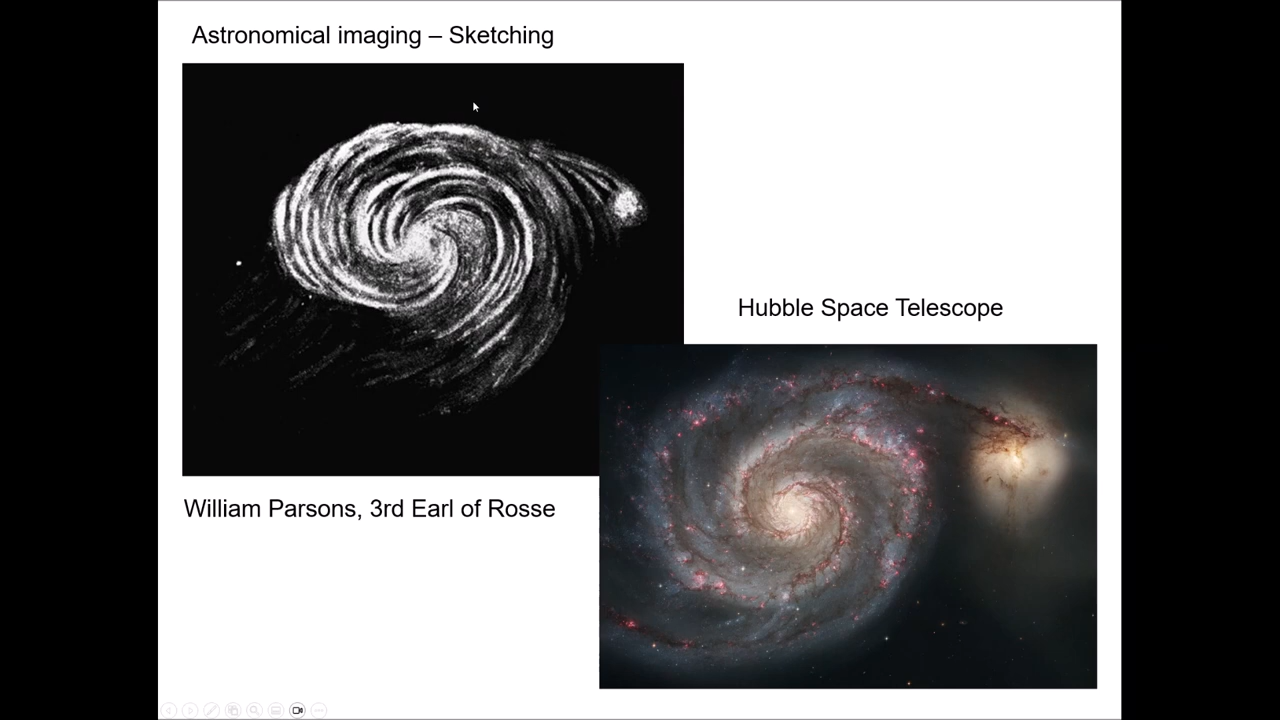 Astronomical imaging – Sketching
Hubble Space Telescope
William Parsons, 3rd Earl of Rosse